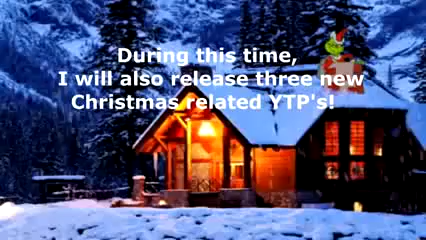 During this time,
I will also release three new
Christmas related YTP's!